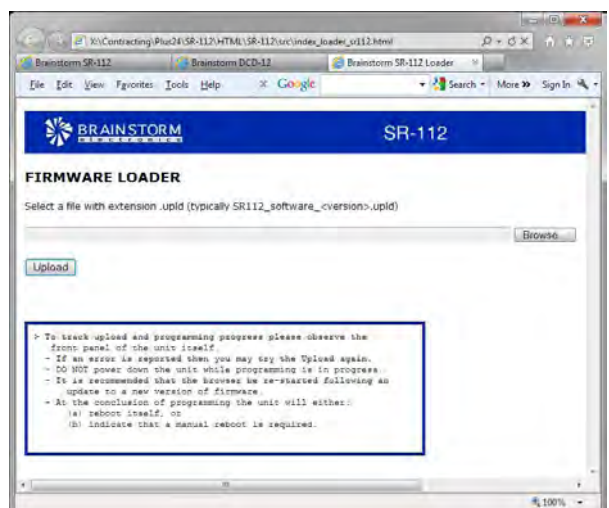 X:\Contracting\Plus24\SR-112\HTML\SR-112\src\index_loader_sr112.html
Brainstorm SR-112 Brainstorm DCD-12 Brainstorm SR-112 Loader
File Edit View Favorites Tools Help x Google Search More » Sign In
BRAINSTORM SR-112
ELECTRONICS
FIRMWARE LOADER
Select a file with extension .upld (typically SR112_software_<version>.upld)
Browse...
Upload
> To track upload and programming progress please observe the
front panel of the unit itself.
- If an error is reported then you may try the Upload again.
- DO NOT power down the unit while programming is in progress.
- It is recommended that the browser be re-started following an
update to a new version of firmware.
- At the conclusion of programming the unit will either:
(a) reboot itself, or
(b) indicate that a manual reboot is required.
100%